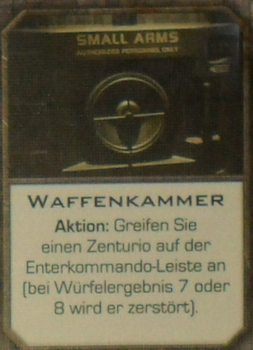 SMALL ARMS
AUTHORIZED PERSONNEL ONLY
WAFFENKAMMER
Aktion: Greifen Sie
einen Zenturio auf der
Enterkommando-Leiste an
(bei Würfelergebnis 7 oder
8 wird er zerstört).